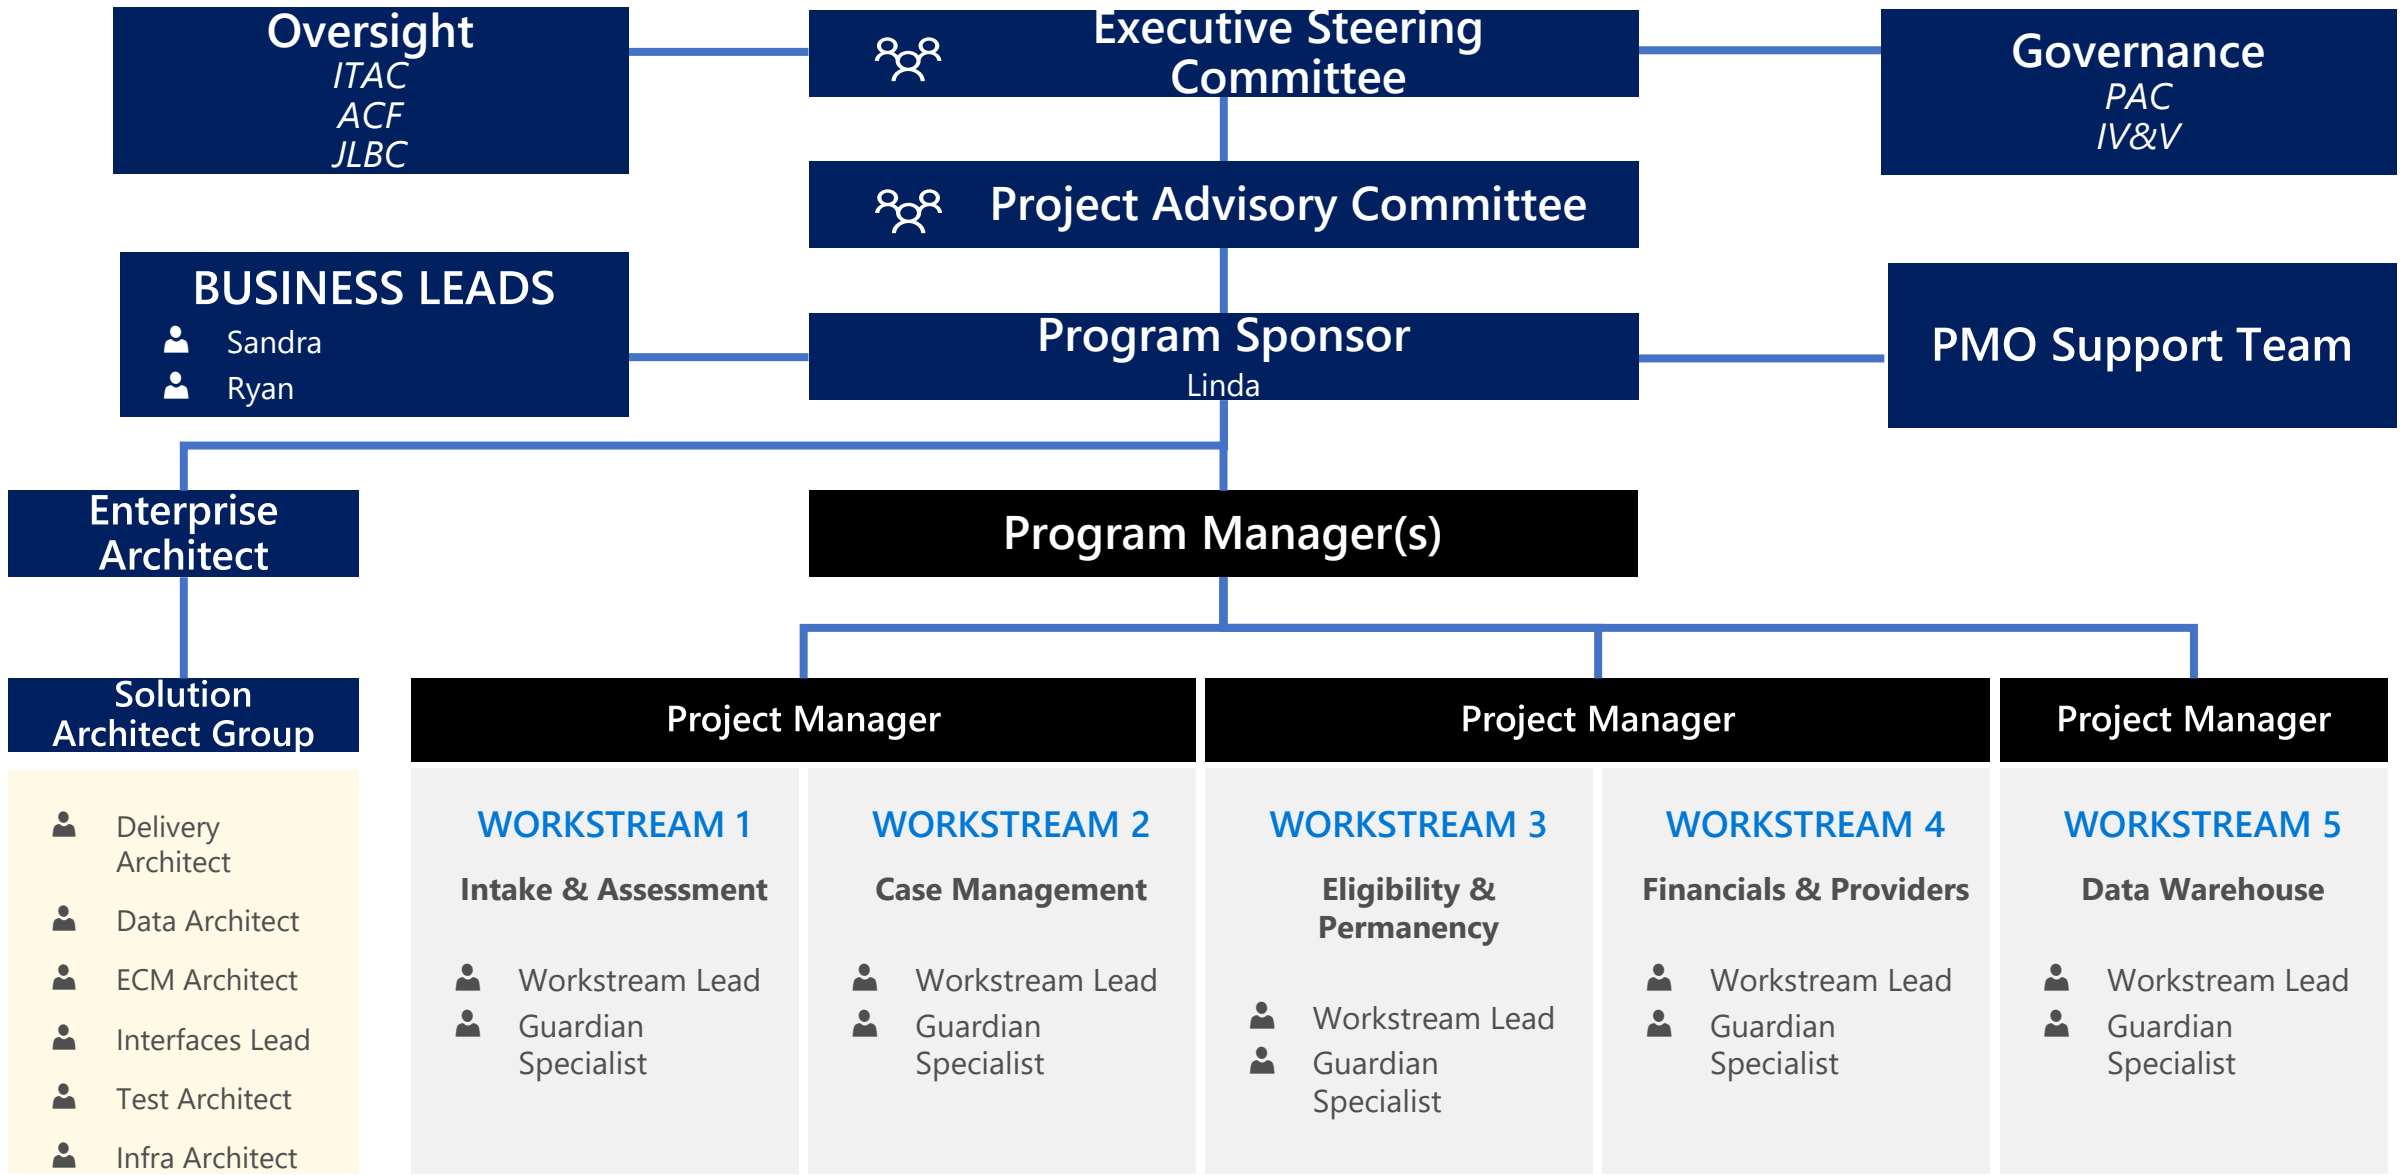 Oversight
ITAC
ACF
JLBC
Executive Steering
Committee
Governance
PAC
IV&V
Project Advisory Committee
BUSINESS LEADS
Sandra
Ryan
Program Sponsor
Linda
PMO Support Team
Enterprise
Architect
Program Manager(s)
Solution
Architect Group
Delivery
Architect
Data Architect
ECM Architect
Interfaces Lead
Test Architect
Infra Architect
Project Manager
WORKSTREAM 1
Intake & Assessment
Workstream Lead
Guardian
Specialist
WORKSTREAM 2
Case Management
Workstream Lead
Guardian
Specialist
Project Manager
WORKSTREAM 3
Eligibility &
Permanency
Workstream Lead
Guardian
Specialist
WORKSTREAM 4
Financials & Providers
Workstream Lead
Guardian
Specialist
Project Manager
WORKSTREAM 5
Data Warehouse
Workstream Lead
Guardian
Specialist